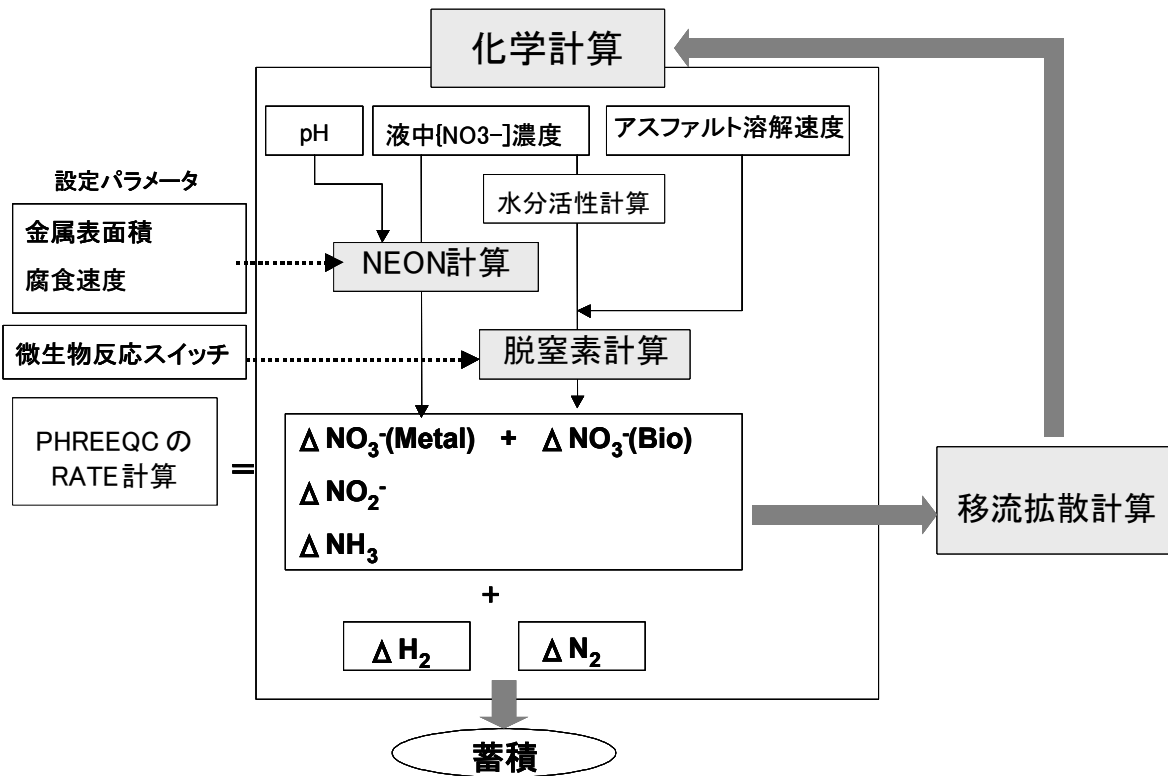 化学計算
pH
液中[NO3-]濃度
アスファルト溶解速度
設定パラメータ
水分活性計算
金属表面積
腐食速度
NEON計算
微生物反応スイッチ
脱窒素計算
PHREEQC の
RATE 計算
=
Δ NO₃⁻(Metal) + Δ NO₃⁻(Bio)
Δ NO₂⁻
Δ NH₃
移流拡散計算
+
Δ H₂
Δ N₂
蓄積